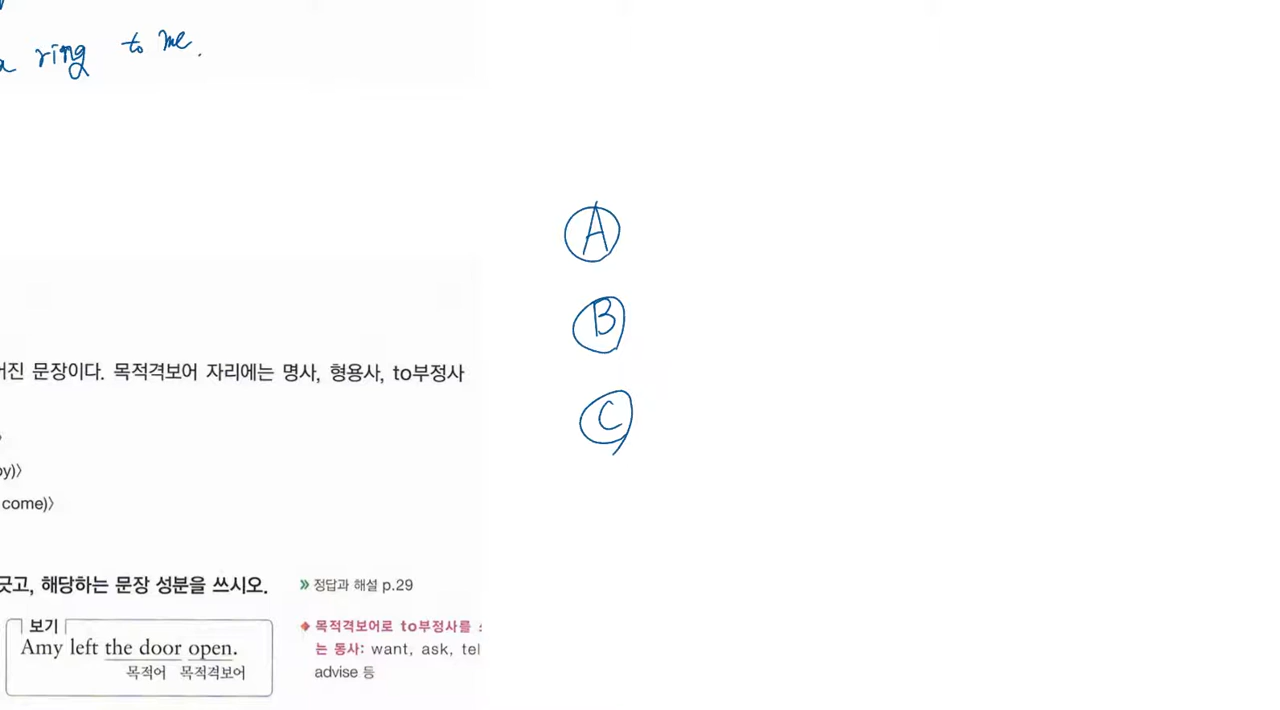 ring to me.
A
B
C
어진 문장이다. 목적격보어 자리에는 명사, 형용사, to부정사
by)〉
come)〉
긋고, 해당하는 문장 성분을 쓰시오.
» 정답과 해설 p.29
보기
Amy left the door open.
목적어 목적격보어
◆ 목적격보어로 to부정사를
는 동사: want, ask, tel
advise 등